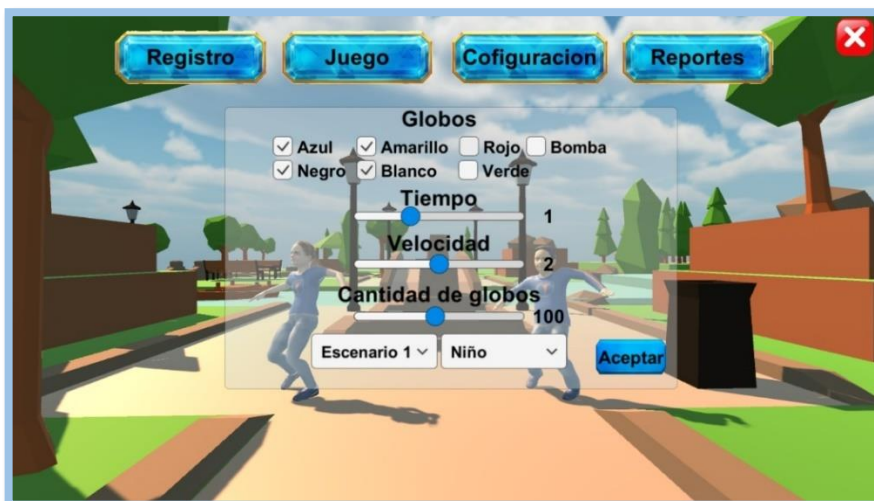 Registro Juego Cofiguracion Reportes
Globos
Azul Amarillo Rojo Bomba
Negro Blanco Verde
Tiempo
1
Velocidad
2
Cantidad de globos
100
Escenario 1 Niño Aceptar